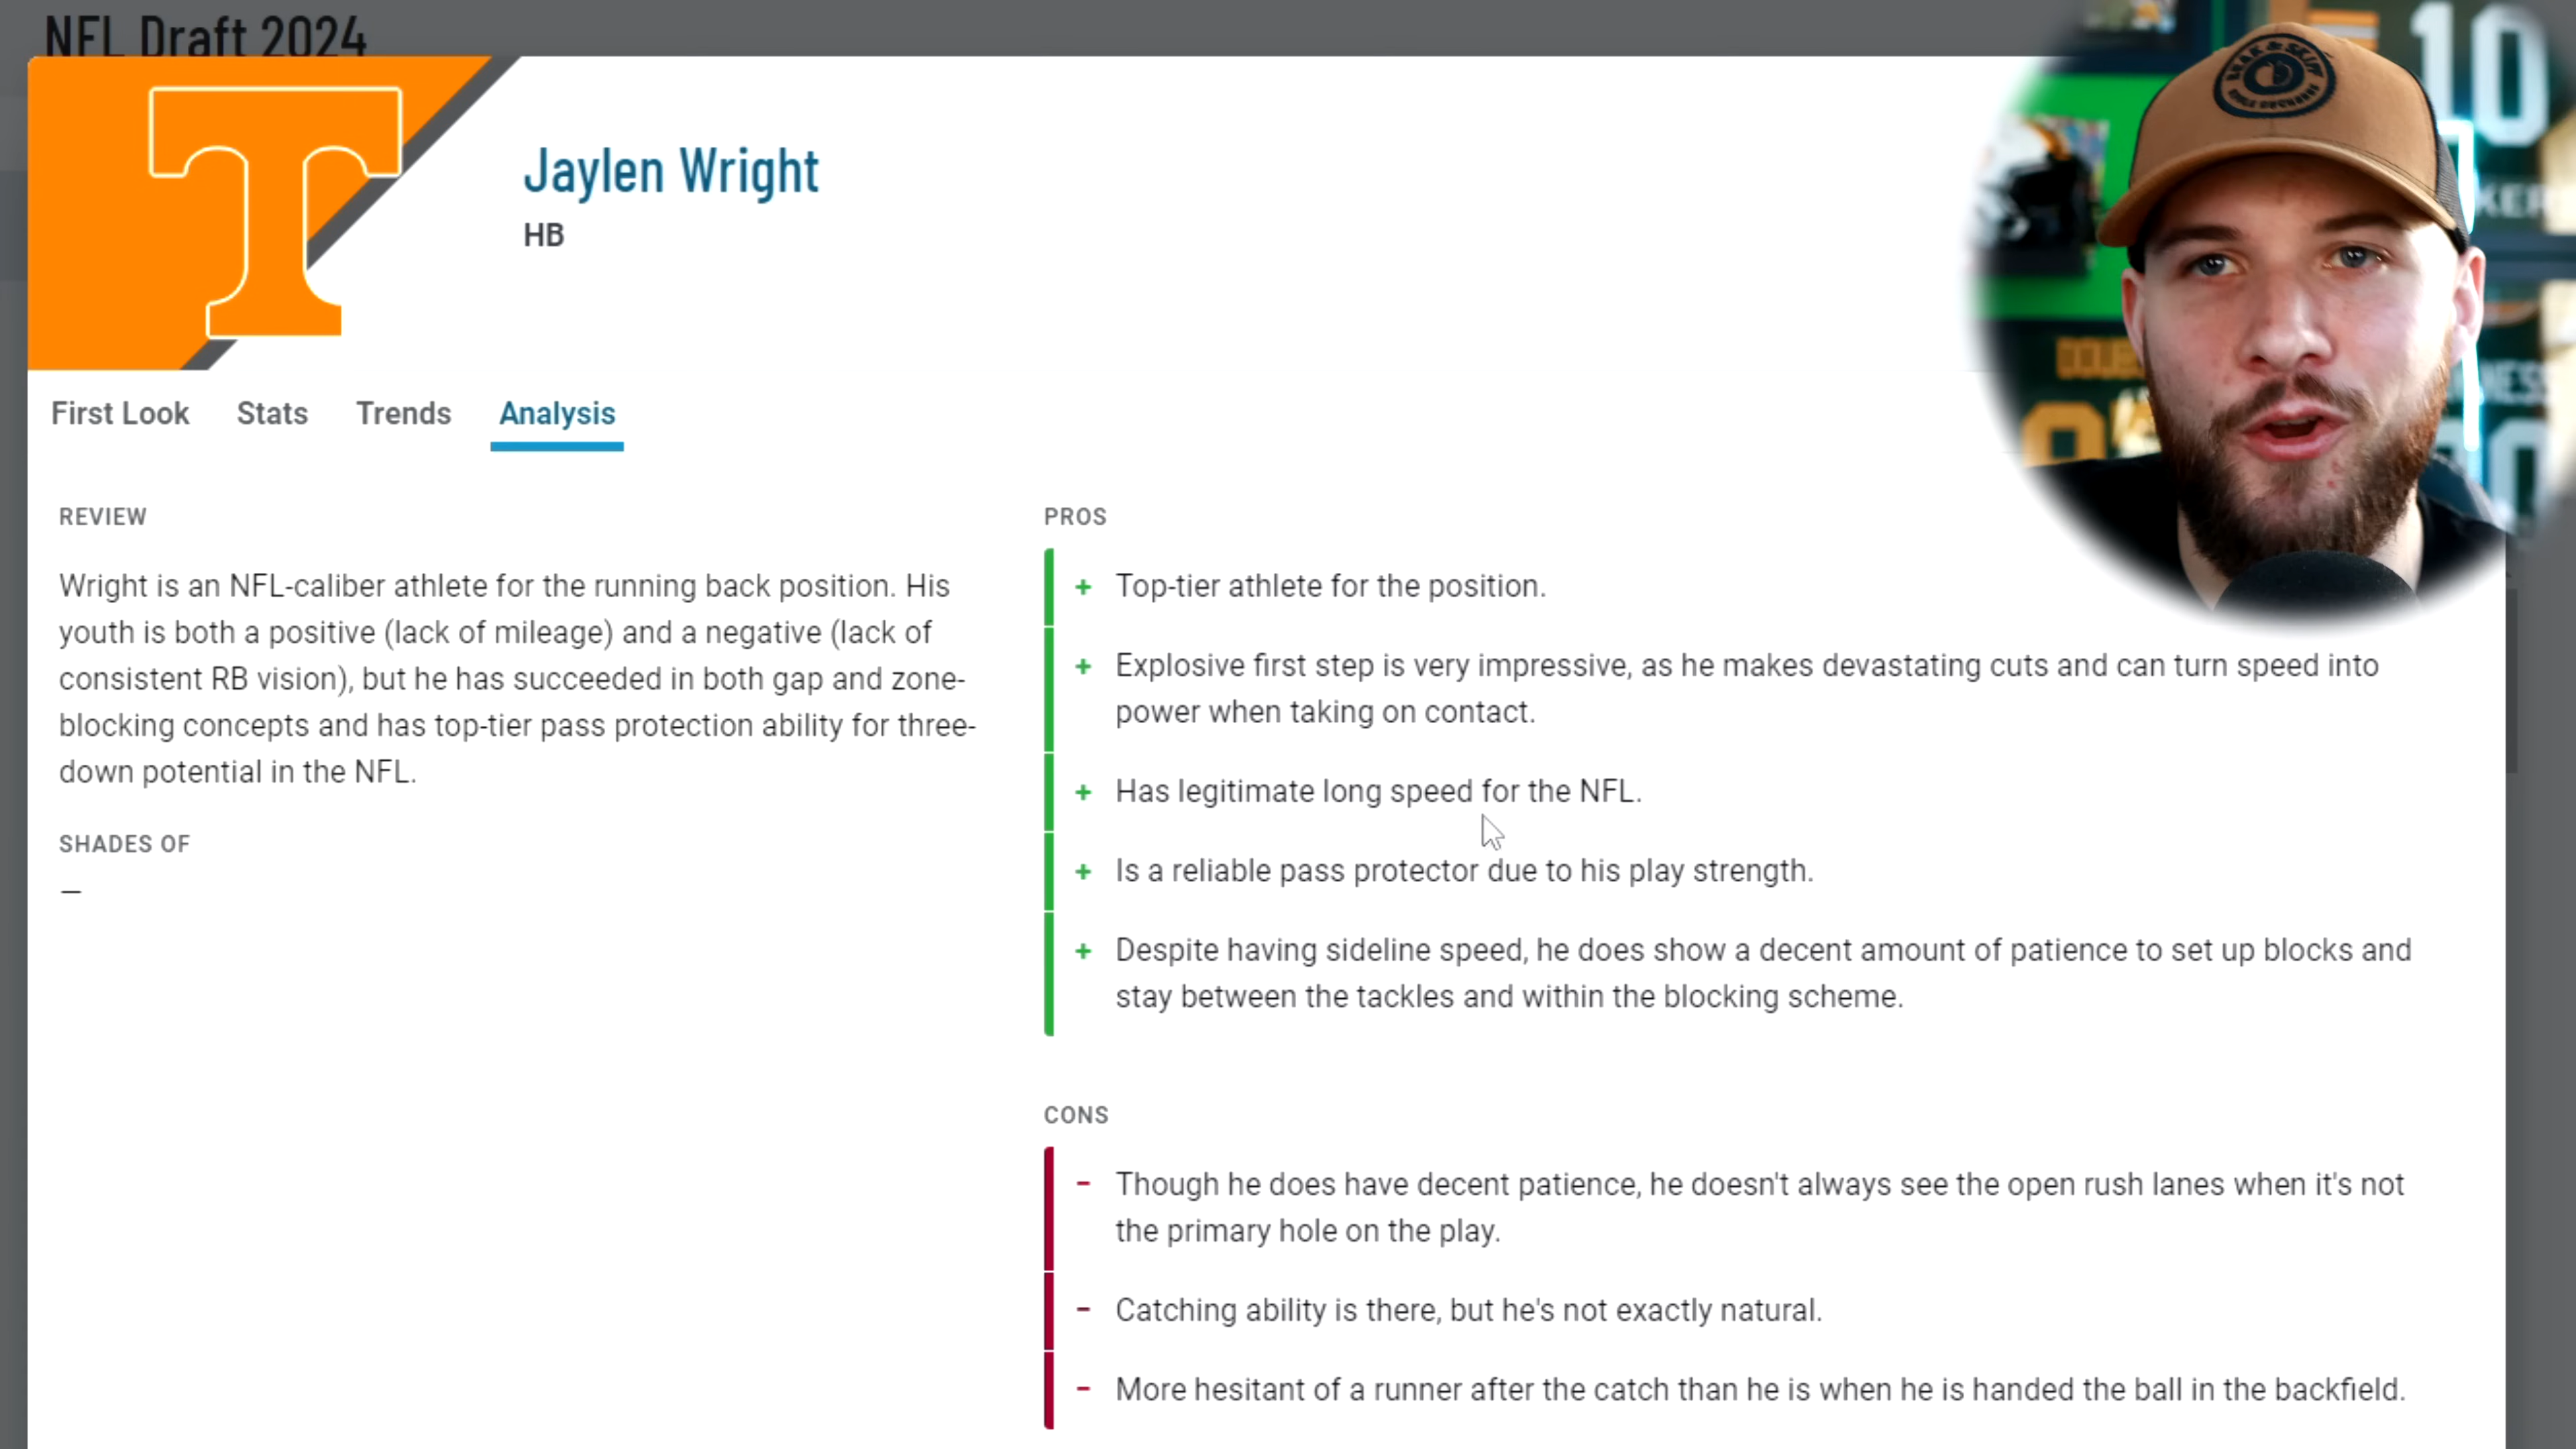 NFL Draft 2024
T
Jaylen Wright
HB
First Look
Stats
Trends
Analysis
REVIEW
Wright is an NFL-caliber athlete for the running back position. His
youth is both a positive (lack of mileage) and a negative (lack of
consistent RB vision), but he has succeeded in both gap and zone-
blocking concepts and has top-tier pass protection ability for three-
down potential in the NFL.
SHADES OF
—
PROS
+ Top-tier athlete for the position.
+ Explosive first step is very impressive, as he makes devastating cuts and can turn speed into
power when taking on contact.
+ Has legitimate long speed for the NFL.
+ Is a reliable pass protector due to his play strength.
+ Despite having sideline speed, he does show a decent amount of patience to set up blocks and
stay between the tackles and within the blocking scheme.
CONS
- Though he does have decent patience, he doesn't always see the open rush lanes when it's not
the primary hole on the play.
- Catching ability is there, but he's not exactly natural.
- More hesitant of a runner after the catch than he is when he is handed the ball in the backfield.
10